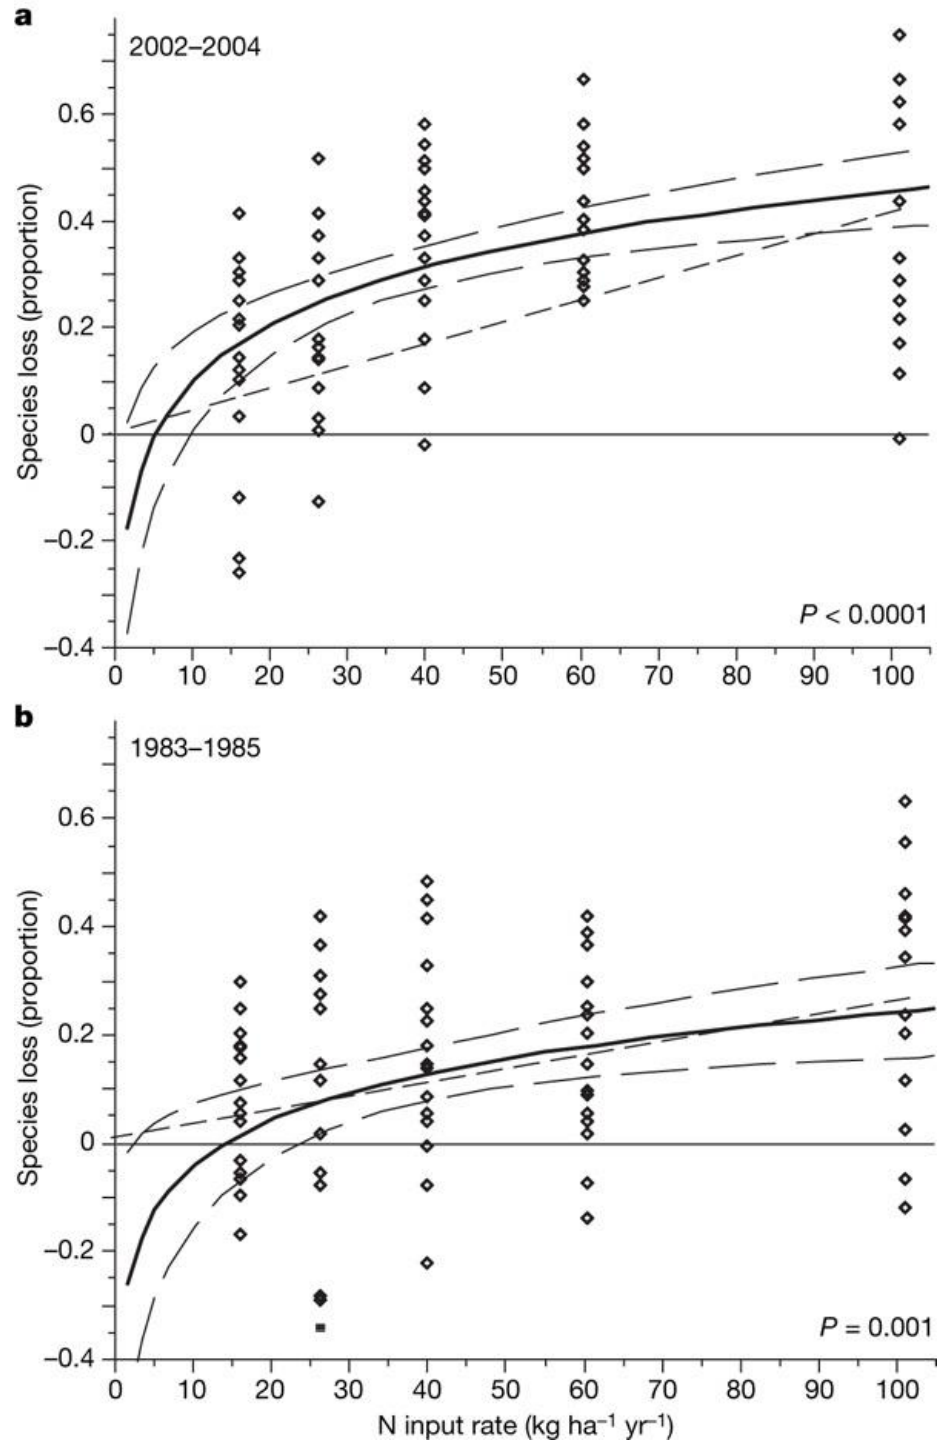 a
2002–2004
Species loss (proportion)
0.6
0.4
0.2
0
–0.2
–0.4
P < 0.0001
0 10 20 30 40 50 60 70 80 90 100
b
1983–1985
Species loss (proportion)
0.6
0.4
0.2
0
–0.2
–0.4
P = 0.001
0 10 20 30 40 50 60 70 80 90 100
N input rate (kg ha⁻¹ yr⁻¹)